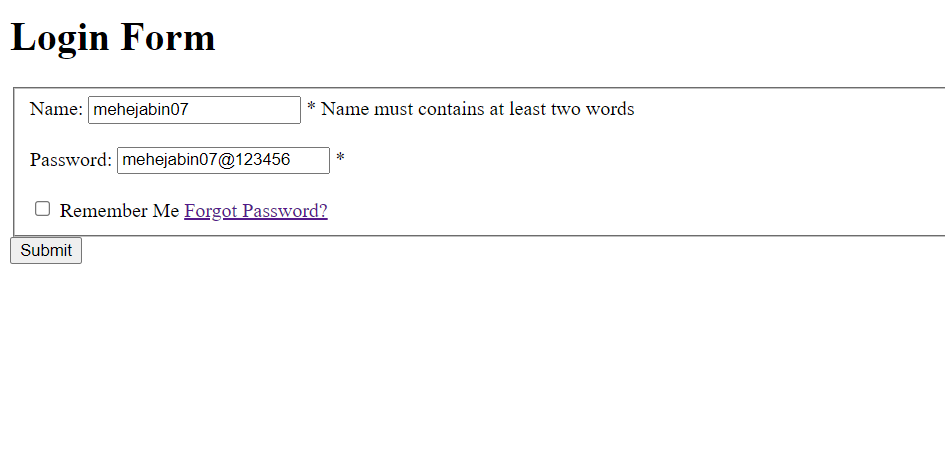 Login Form
Name: mehejabin07 * Name must contains at least two words
Password: mehejabin07@123456 *
Remember Me Forgot Password?
Submit